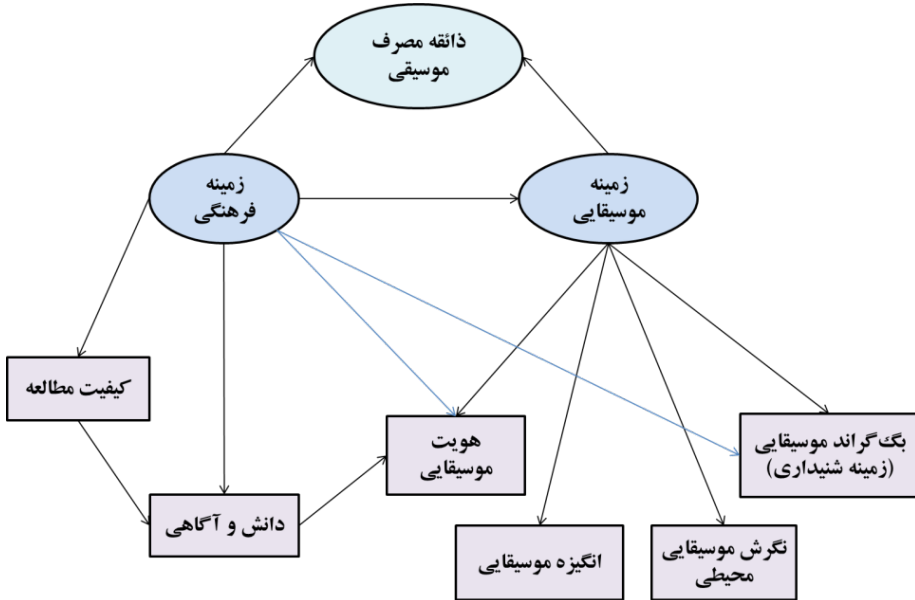 ذائقه مصرف
موسیقی
زمینه
موسیقایی
زمینه
فرهنگی
کیفیت مطالعه
هویت
موسیقایی
بگ‌گراند موسیقایی
(زمینه شنیداری)
دانش و آگاهی
انگیزه موسیقایی
نگرش موسیقایی
محیطی